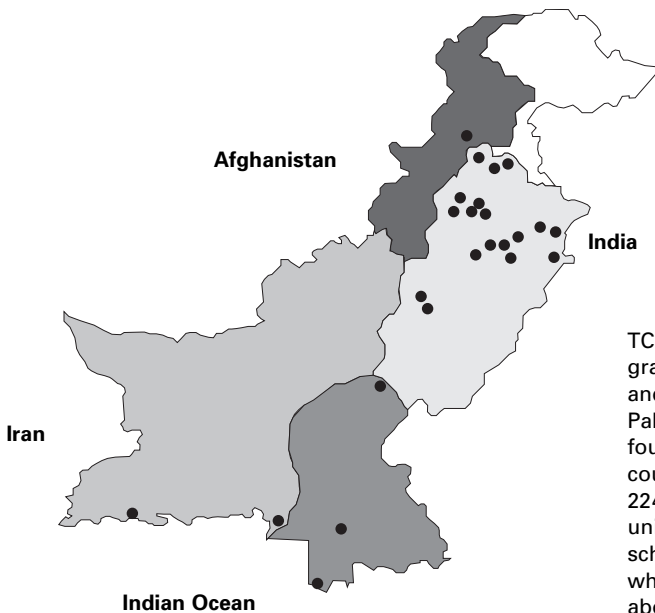 Afghanistan
India
Iran
Indian Ocean
TC
gra
and
Pal
fou
cou
224
un
sch
wh
abo